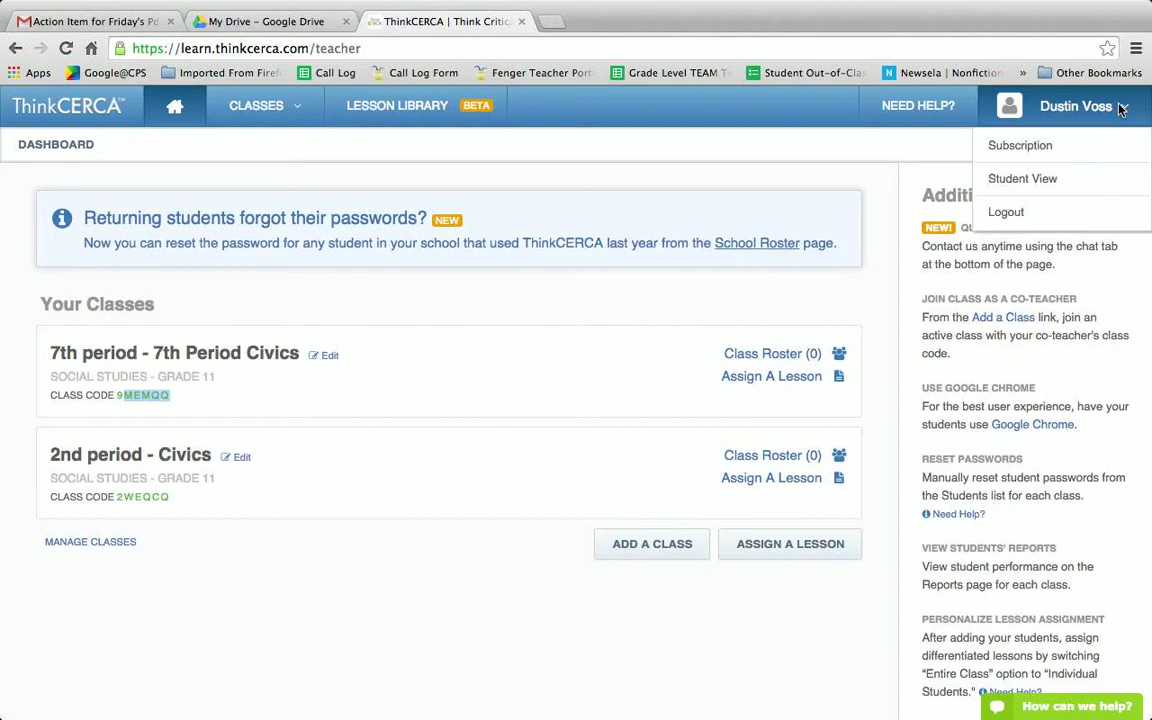 Action Item for Friday's Po
My Drive - Google Drive
ThinkCERCA | Think Critic
https://learn.thinkcerca.com/teacher
Apps
Google@CPS
Imported From Firef
Call Log
Call Log Form
Fenger Teacher Port
Grade Level TEAM T
Student Out-of-Clas
Newsela | Nonfiction
»
Other Bookmarks
ThinkCERCA™
CLASSES
LESSON LIBRARY BETA
NEED HELP?
Dustin Voss
DASHBOARD
Subscription
Student View
Logout
Returning students forgot their passwords? NEW
Now you can reset the password for any student in your school that used ThinkCERCA last year from the School Roster page.
Your Classes
7th period - 7th Period Civics Edit
SOCIAL STUDIES - GRADE 11
CLASS CODE 9MEMQQ
Class Roster (0)
Assign A Lesson
2nd period - Civics Edit
SOCIAL STUDIES - GRADE 11
CLASS CODE 2WEQCQ
Class Roster (0)
Assign A Lesson
MANAGE CLASSES
ADD A CLASS
ASSIGN A LESSON
Additi
NEW! QU
Contact us anytime using the chat tab
at the bottom of the page.
JOIN CLASS AS A CO-TEACHER
From the Add a Class link, join an
active class with your co-teacher's class
code.
USE GOOGLE CHROME
For the best user experience, have your
students use Google Chrome.
RESET PASSWORDS
Manually reset student passwords from
the Students list for each class.
Need Help?
VIEW STUDENTS' REPORTS
View student performance on the
Reports page for each class.
PERSONALIZE LESSON ASSIGNMENT
After adding your students, assign
differentiated lessons by switching
"Entire Class" option to "Individual
Students." Need Help?
How can we help?